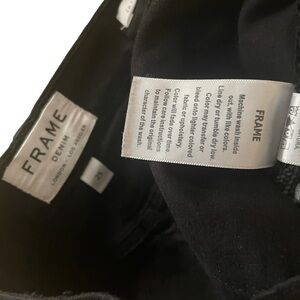 FRAME
DENIM
LONDON LOS ANGELES
25
FRAME
Machine wash inside
out, with like colors.
Line dry or tumble dry low.
Color may transfer or
bleed onto lighter colored
fabric or upholstery.
Color will fade over time
Follow care instructions
to maintain the original
character of the wash.